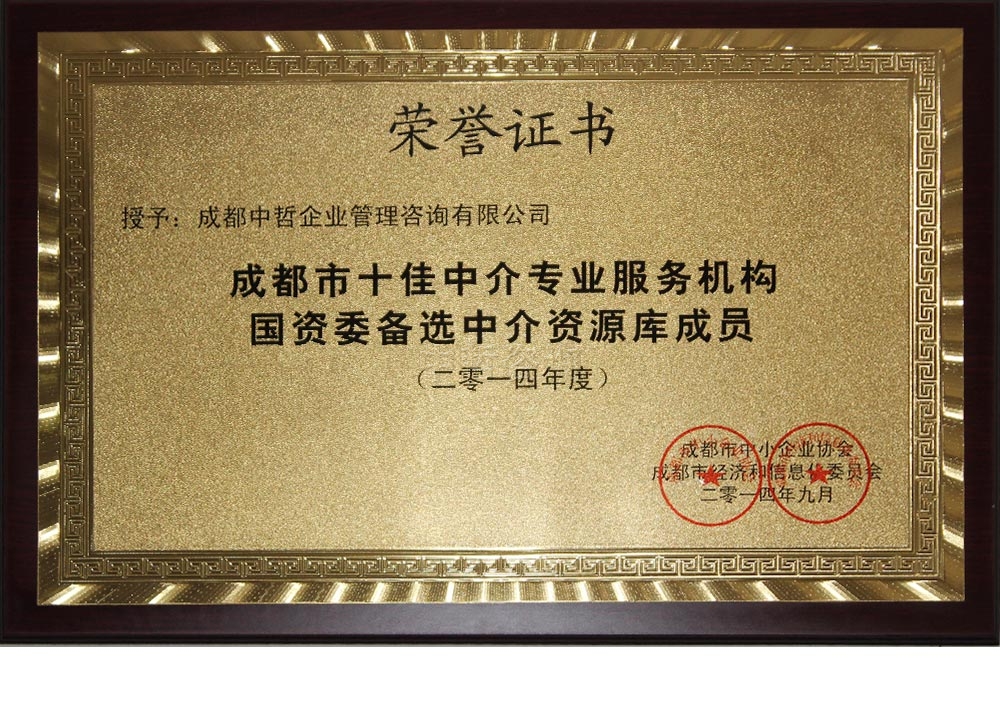 荣誉证书
授予：成都中哲企业管理咨询有限公司
成都市十佳中介专业服务机构
国资委备选中介资源库成员
（二零一四年度）
成都市中小企业协会
成都市经济和信息化委员会
二零一四年九月